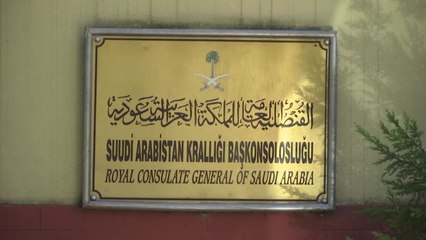 القنصلية العامة للمملكة العربية السعودية
SUUDİ ARABİSTAN KRALLIĞI BAŞKONSOLOSLUĞU
ROYAL CONSULATE GENERAL OF SAUDI ARABIA